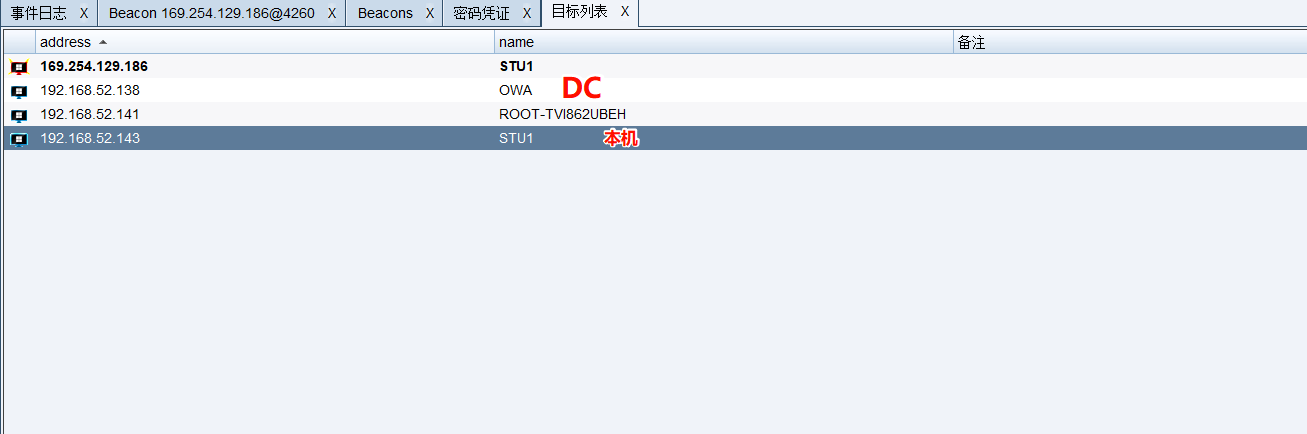 事件日志 X Beacon 169.254.129.186@4260 X Beacons X 密码凭证 X 目标列表 X
address name 备注
169.254.129.186 STU1
192.168.52.138 OWA DC
192.168.52.141 ROOT-TVI862UBEH
192.168.52.143 STU1 本机